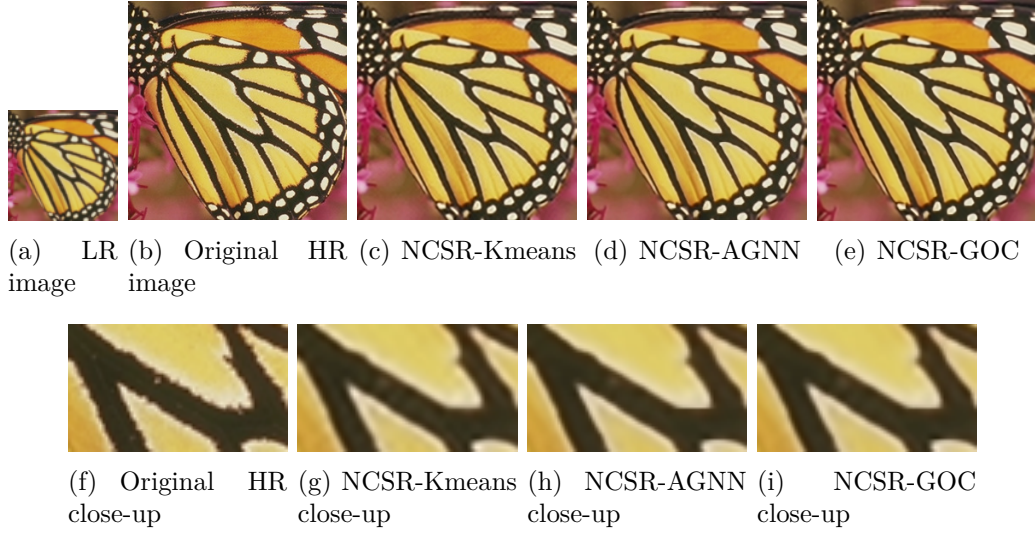 (a) LR image
(b) Original HR image
(c) NCSR-Kmeans
(d) NCSR-AGNN
(e) NCSR-GOC
(f) Original HR close-up
(g) NCSR-Kmeans close-up
(h) NCSR-AGNN close-up
(i) NCSR-GOC close-up